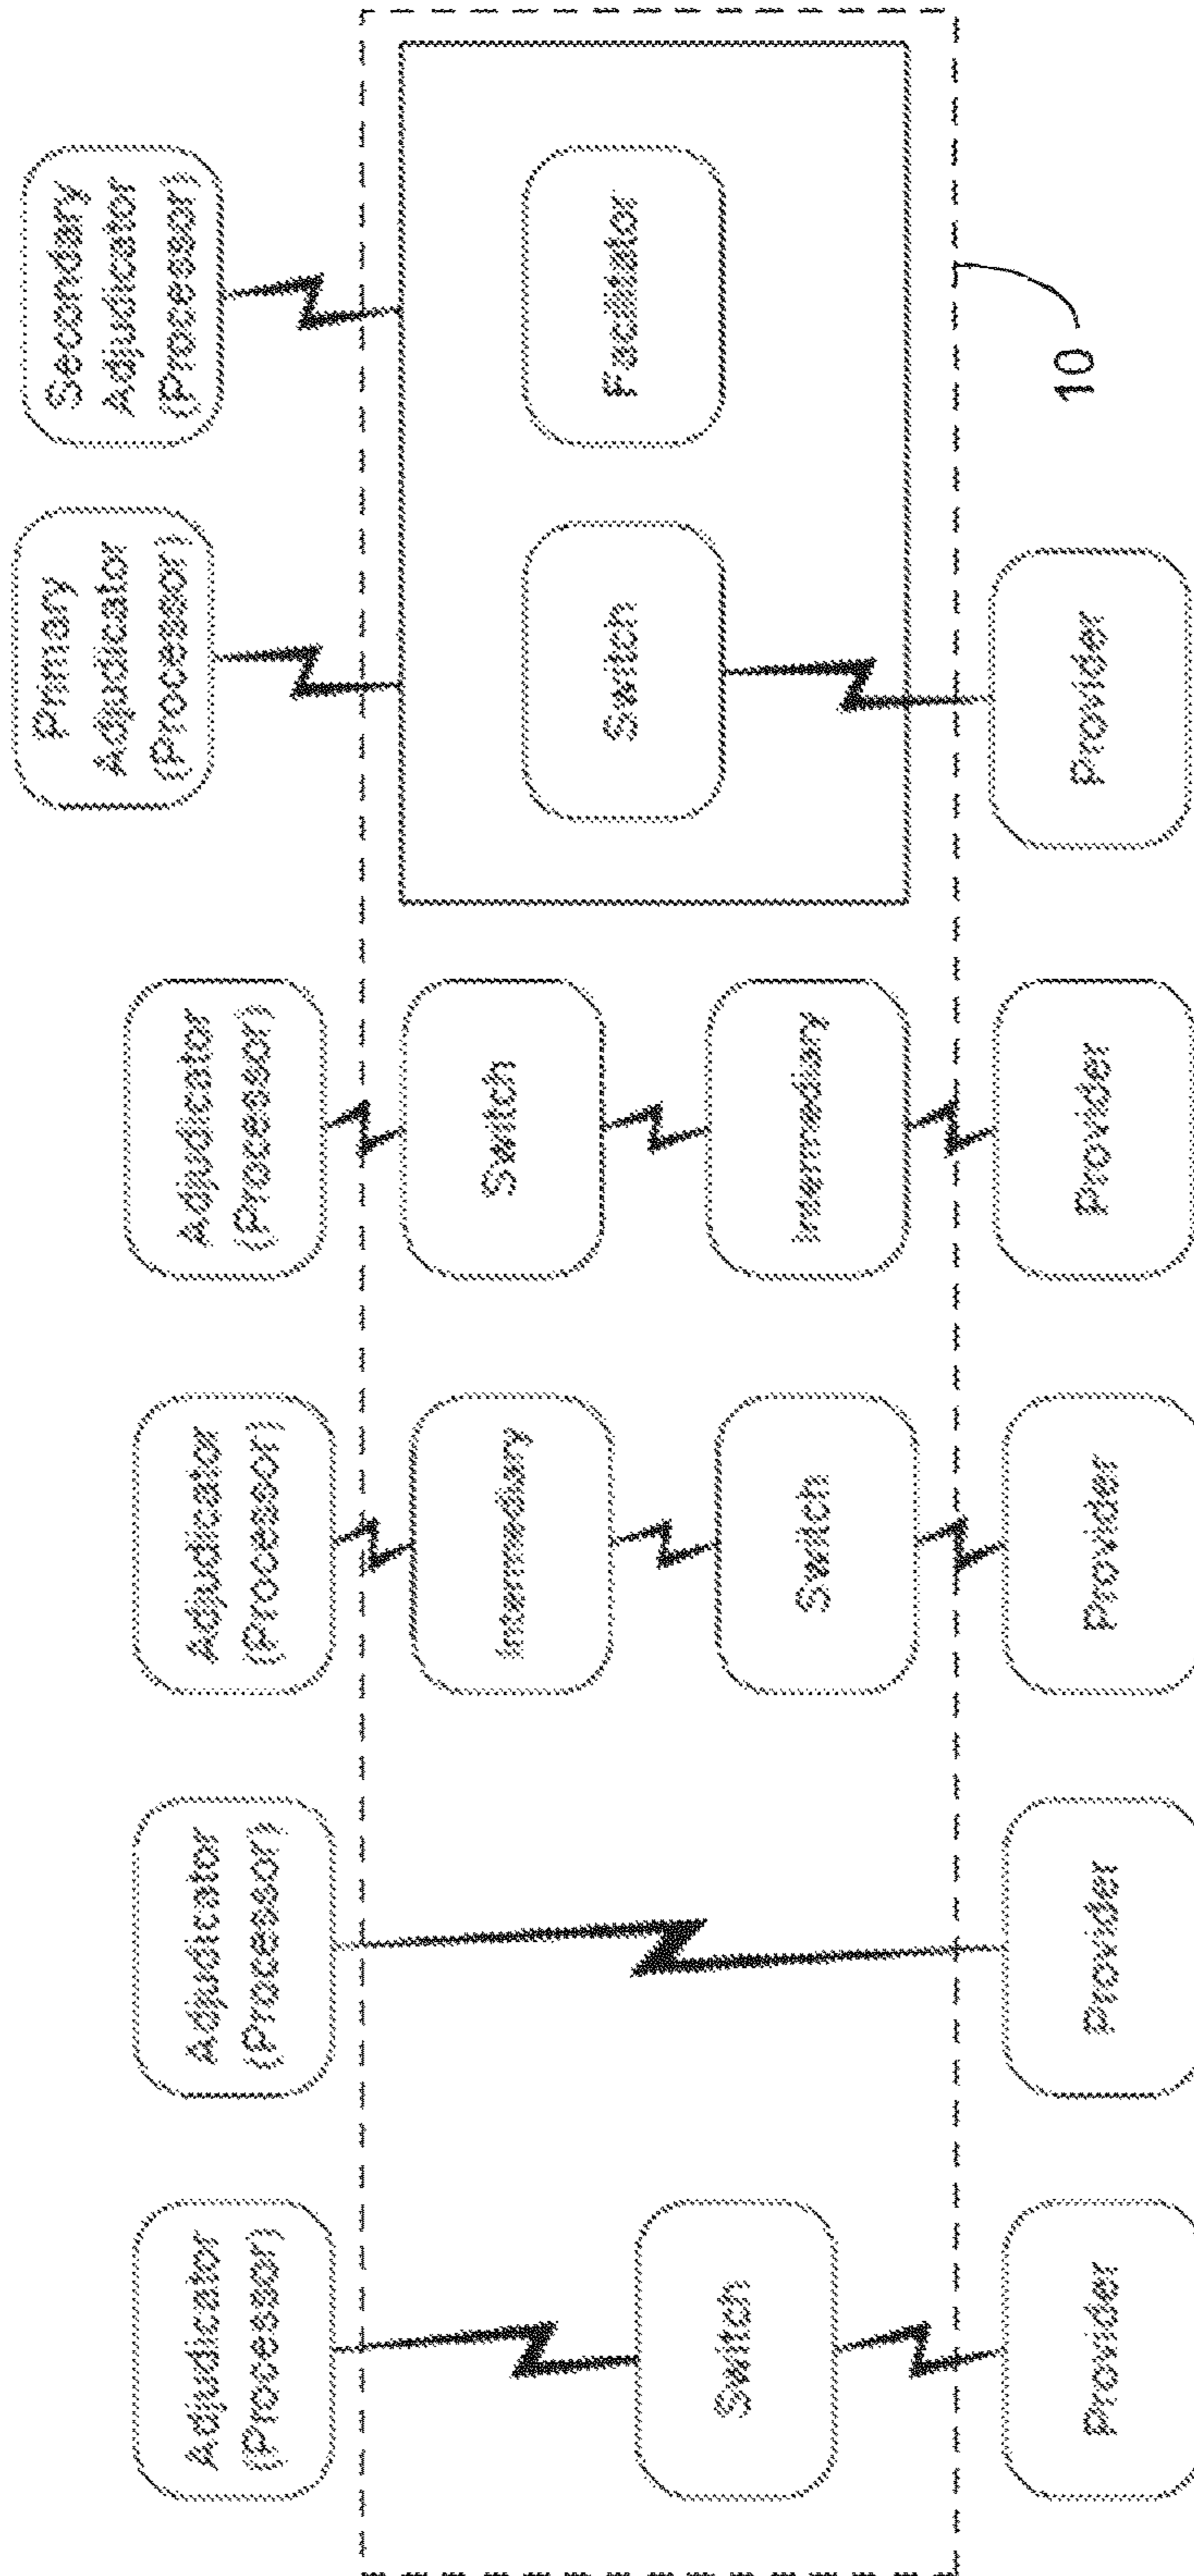 Adjudicator
(Processor)
Adjudicator
(Processor)
Adjudicator
(Processor)
Adjudicator
(Processor)
Primary
Adjudicator
(Processor)
Secondary
Adjudicator
(Processor)
Intermediary
Switch
Switch
Facilitator
Switch
Switch
Intermediary
Provider
Provider
Provider
Provider
Provider
10